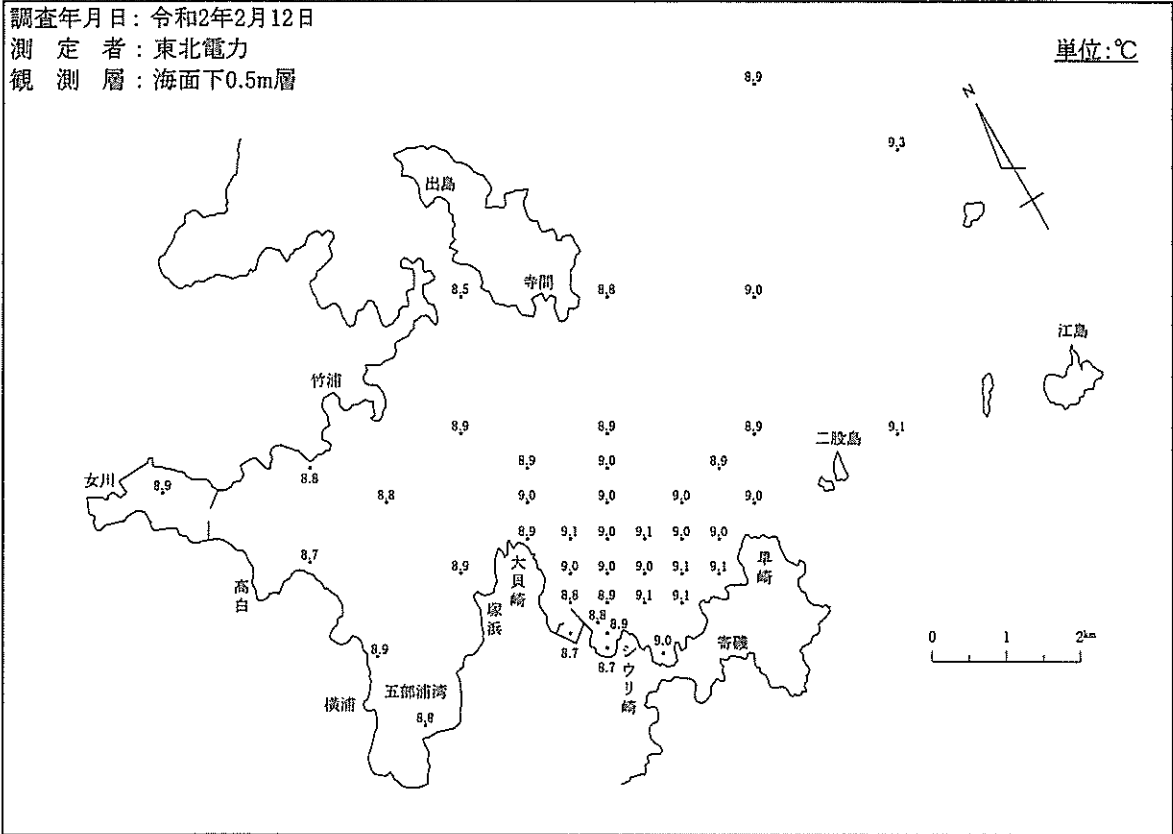 調査年月日：令和2年2月12日
測定者：東北電力
観測層：海面下0.5m層
単位:℃
8.9
N
9.3
出島
寺間
8.5
8.8
9.0
江島
竹浦
8.9
8.9
8.9
9.1
二股島
8.9
9.0
8.9
女川
8.9
8.8
8.8
9.0
9.0
9.0
9.0
8.9
9.1
9.0
9.1
9.0
9.0
8.7
8.9
大貝崎
9.0
9.0
9.0
9.1
9.1
早崎
高白
塚浜
8.8
8.9
9.1
9.1
8.8
8.9
8.7
8.7
9.0
シウリ崎
寄磯
0 1 2km
8.9
横浦
五部浦湾
8.8